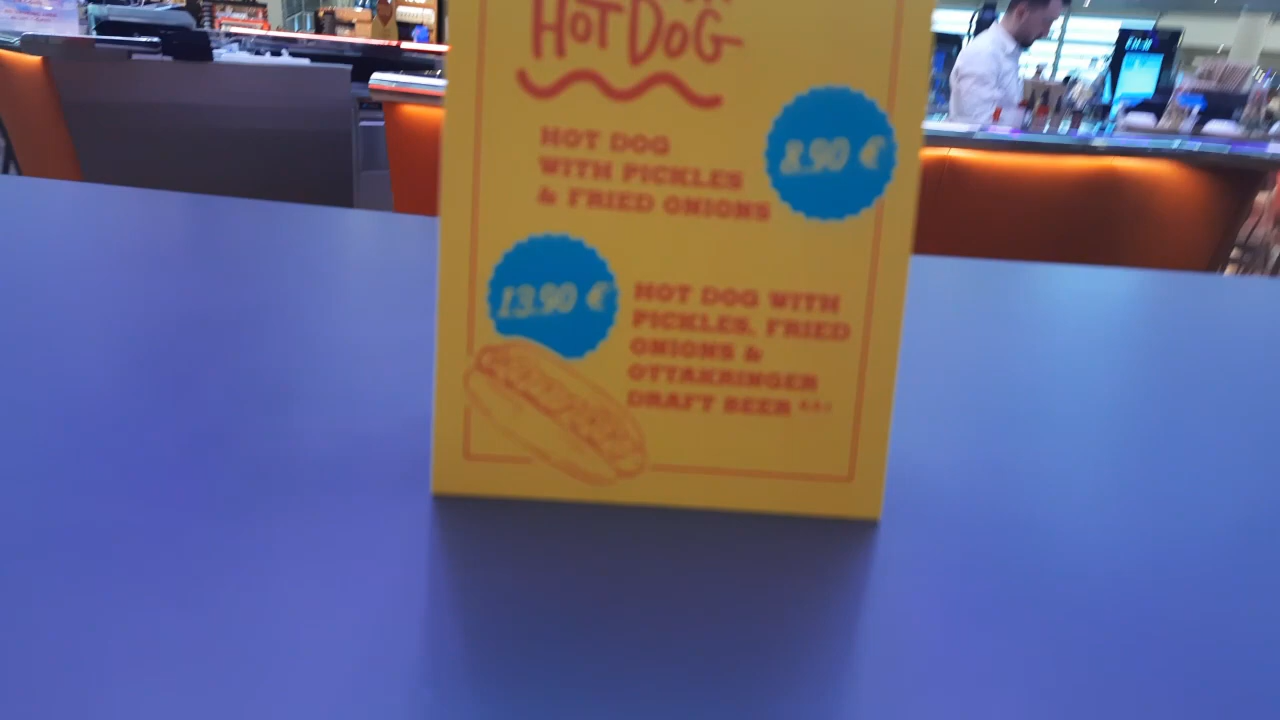 HOT DOG
HOT DOG
WITH PICKLES
& FRIED ONIONS
8.90 €
13.90 €
HOT DOG WITH
PICKLES, FRIED
ONIONS &
OTTAKRINGER
DRAFT BEER